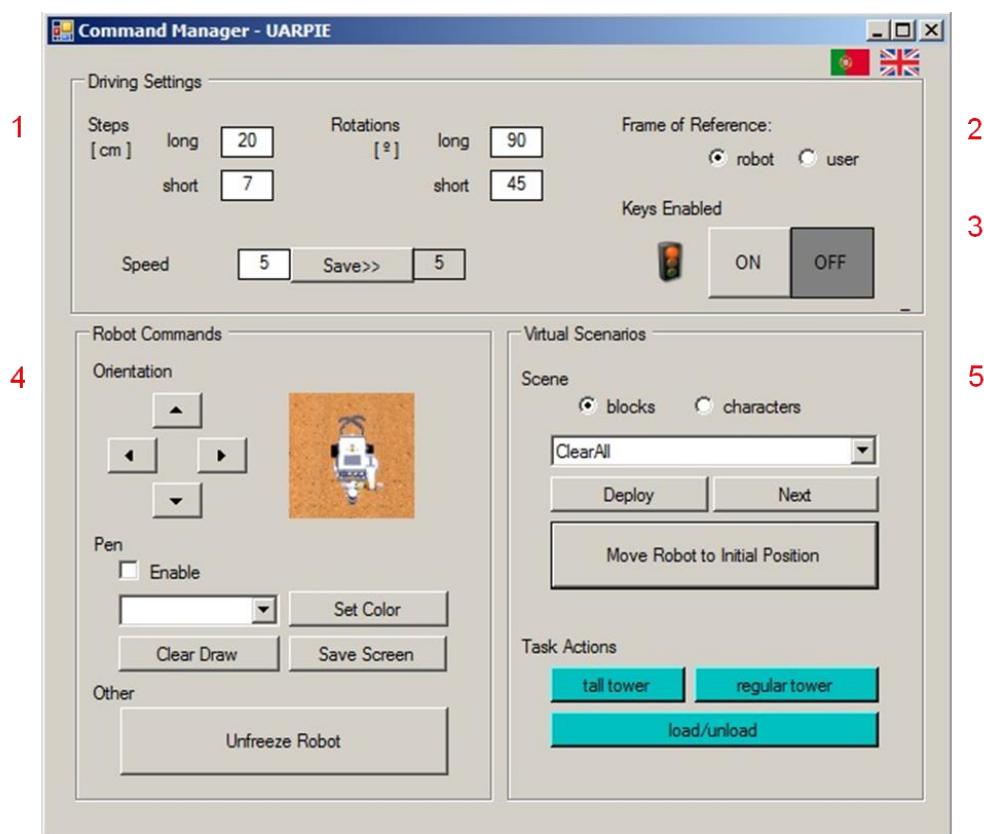 Command Manager - UARPIE
Driving Settings
1
Steps
[ cm ]
long 20
short 7
Rotations
[ º ]
long 90
short 45
Frame of Reference:
2
robot user
Keys Enabled
3
ON OFF
Speed 5 Save>> 5
Robot Commands
4
Orientation
Pen
Enable
Set Color
Clear Draw Save Screen
Other
Unfreeze Robot
Virtual Scenarios
5
Scene
blocks characters
ClearAll
Deploy Next
Move Robot to Initial Position
Task Actions
tall tower regular tower
load/unload